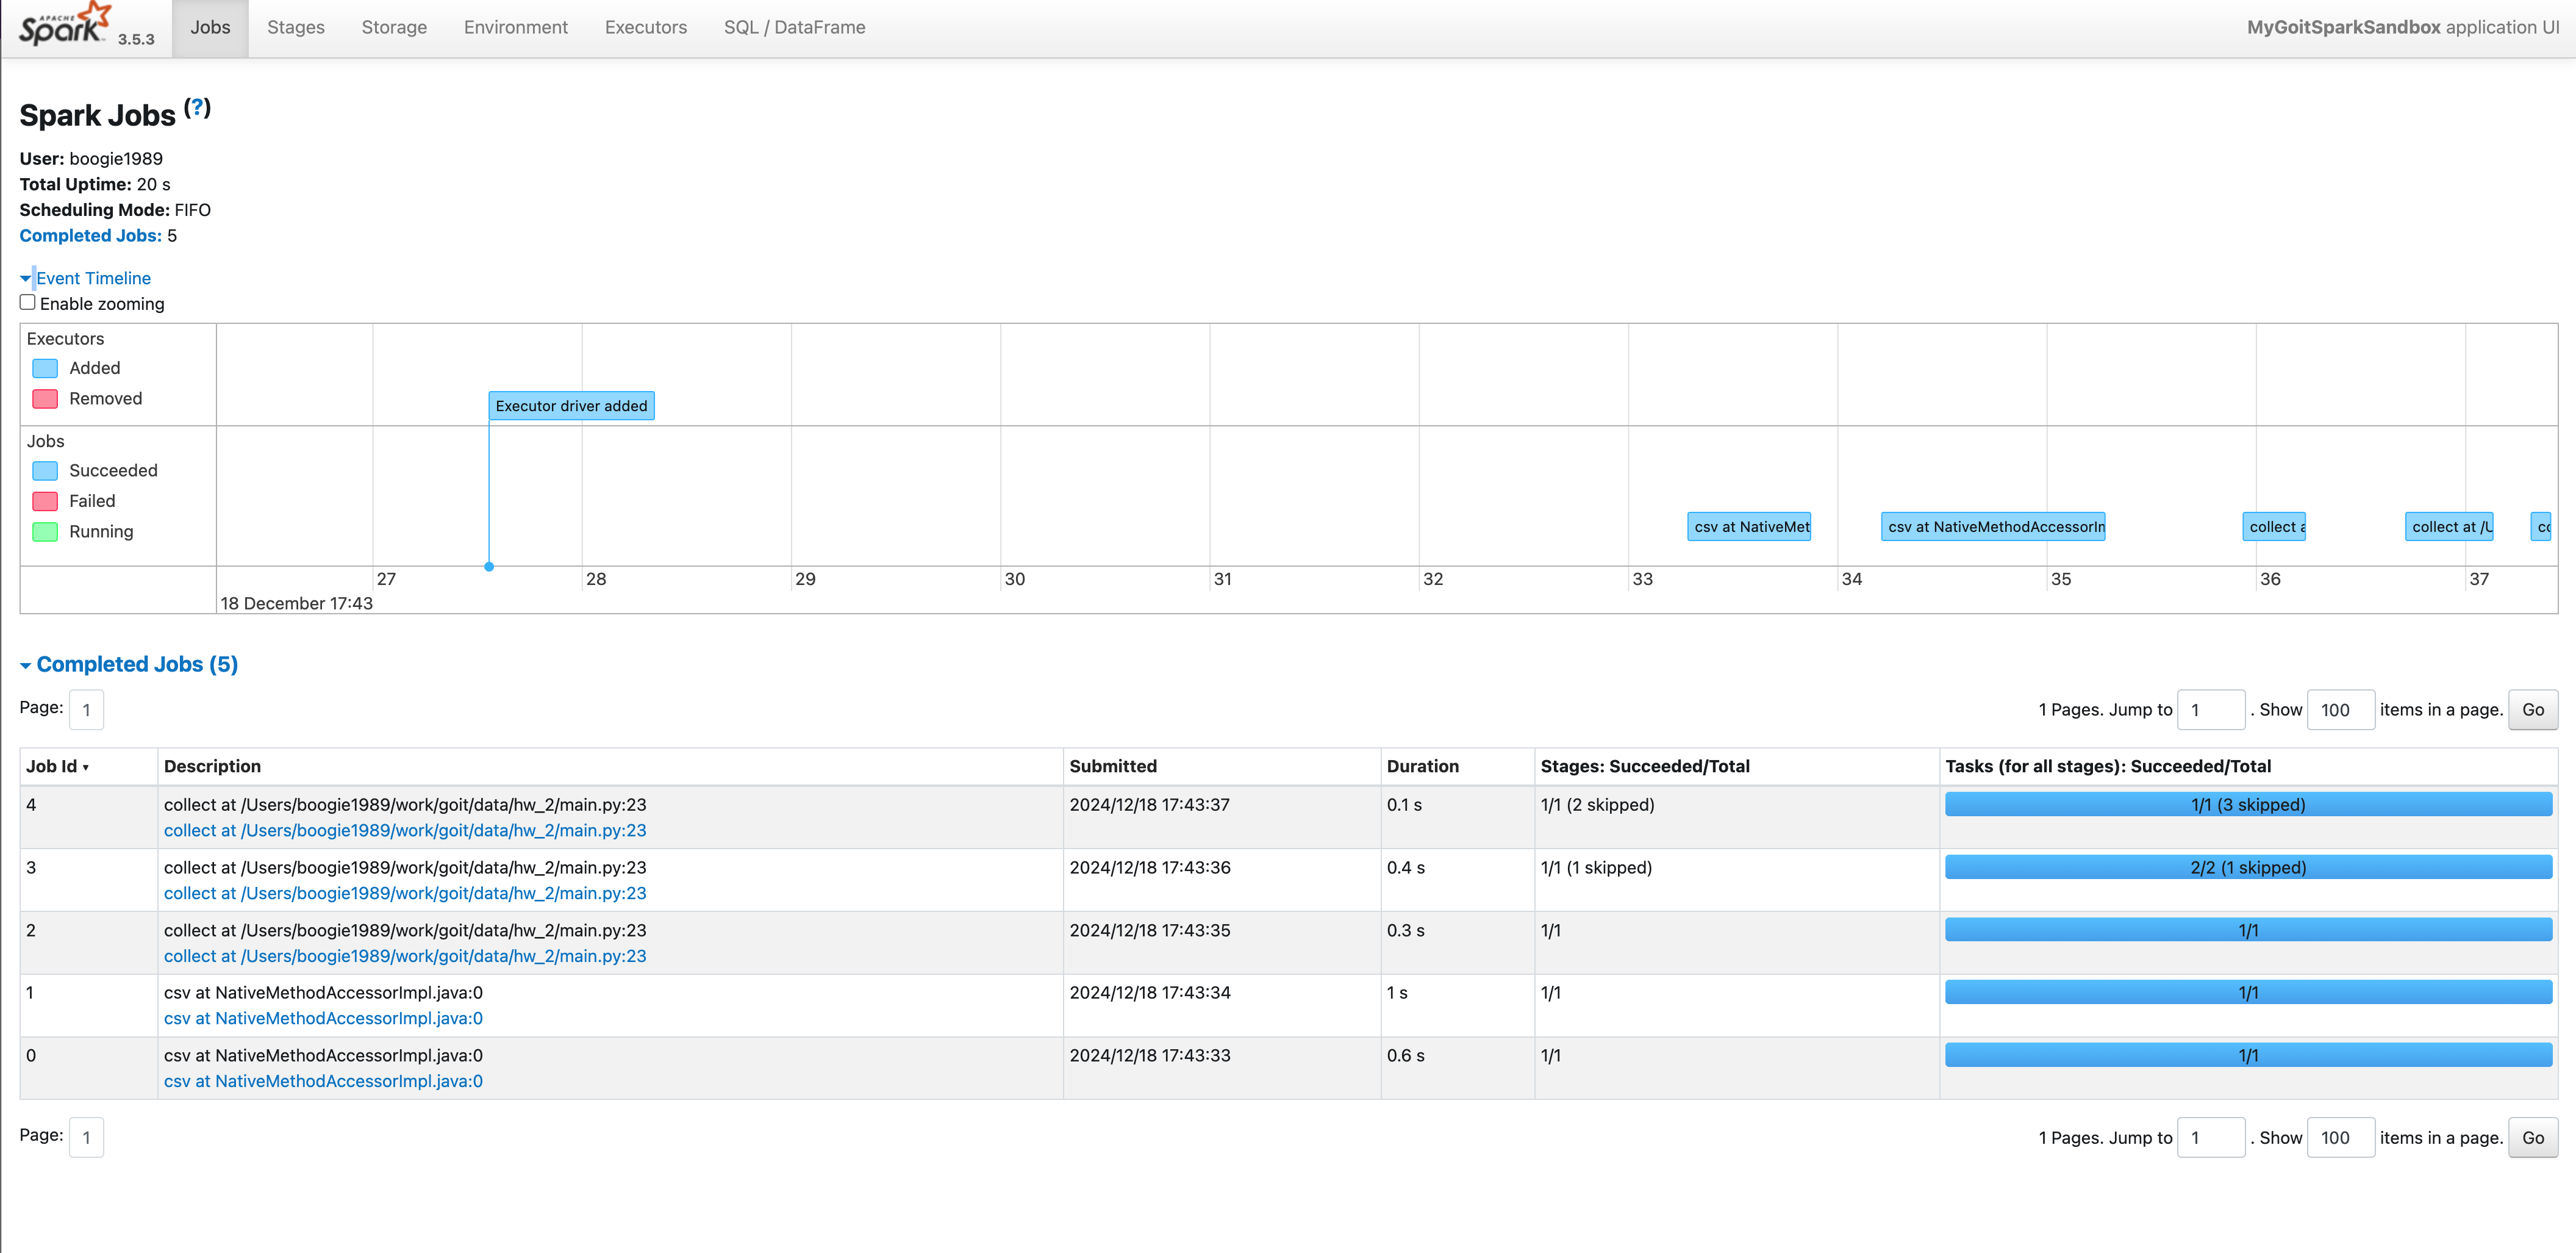 APACHE
Spark 3.5.3 Jobs Stages Storage Environment Executors SQL / DataFrame MyGoitSparkSandbox application UI
Spark Jobs (?)
User: boogie1989
Total Uptime: 20 s
Scheduling Mode: FIFO
Completed Jobs: 5
Event Timeline
Enable zooming
Executors
Added
Removed
Executor driver added
Jobs
Succeeded
Failed
Running
csv at NativeMet csv at NativeMethodAccessorIn collect a collect at /U co
27 28 29 30 31 32 33 34 35 36 37
18 December 17:43
Completed Jobs (5)
Page: 1 1 Pages. Jump to 1 . Show 100 items in a page. Go
Job Id ▾ Description Submitted Duration Stages: Succeeded/Total Tasks (for all stages): Succeeded/Total
4 collect at /Users/boogie1989/work/goit/data/hw_2/main.py:23 2024/12/18 17:43:37 0.1 s 1/1 (2 skipped) 1/1 (3 skipped)
collect at /Users/boogie1989/work/goit/data/hw_2/main.py:23
3 collect at /Users/boogie1989/work/goit/data/hw_2/main.py:23 2024/12/18 17:43:36 0.4 s 1/1 (1 skipped) 2/2 (1 skipped)
collect at /Users/boogie1989/work/goit/data/hw_2/main.py:23
2 collect at /Users/boogie1989/work/goit/data/hw_2/main.py:23 2024/12/18 17:43:35 0.3 s 1/1 1/1
collect at /Users/boogie1989/work/goit/data/hw_2/main.py:23
1 csv at NativeMethodAccessorImpl.java:0 2024/12/18 17:43:34 1 s 1/1 1/1
csv at NativeMethodAccessorImpl.java:0
0 csv at NativeMethodAccessorImpl.java:0 2024/12/18 17:43:33 0.6 s 1/1 1/1
csv at NativeMethodAccessorImpl.java:0
Page: 1 1 Pages. Jump to 1 . Show 100 items in a page. Go